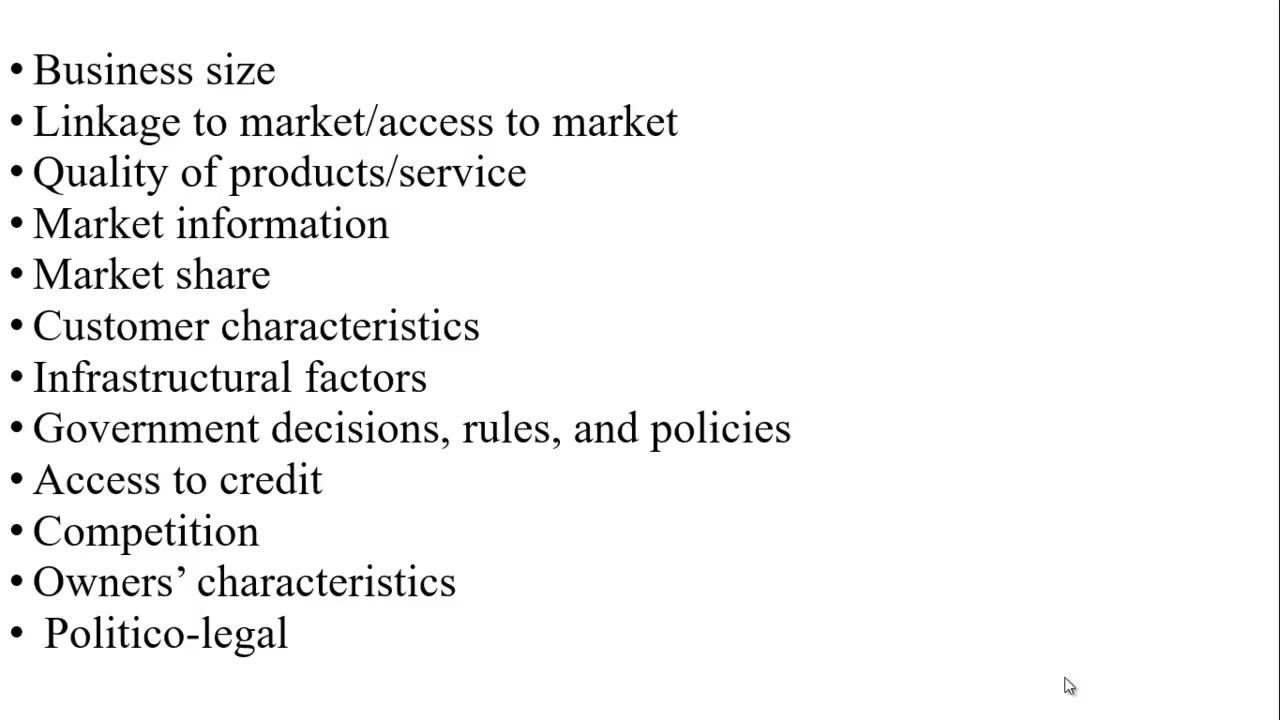 • Business size
• Linkage to market/access to market
• Quality of products/service
• Market information
• Market share
• Customer characteristics
• Infrastructural factors
• Government decisions, rules, and policies
• Access to credit
• Competition
• Owners’ characteristics
• Politico-legal